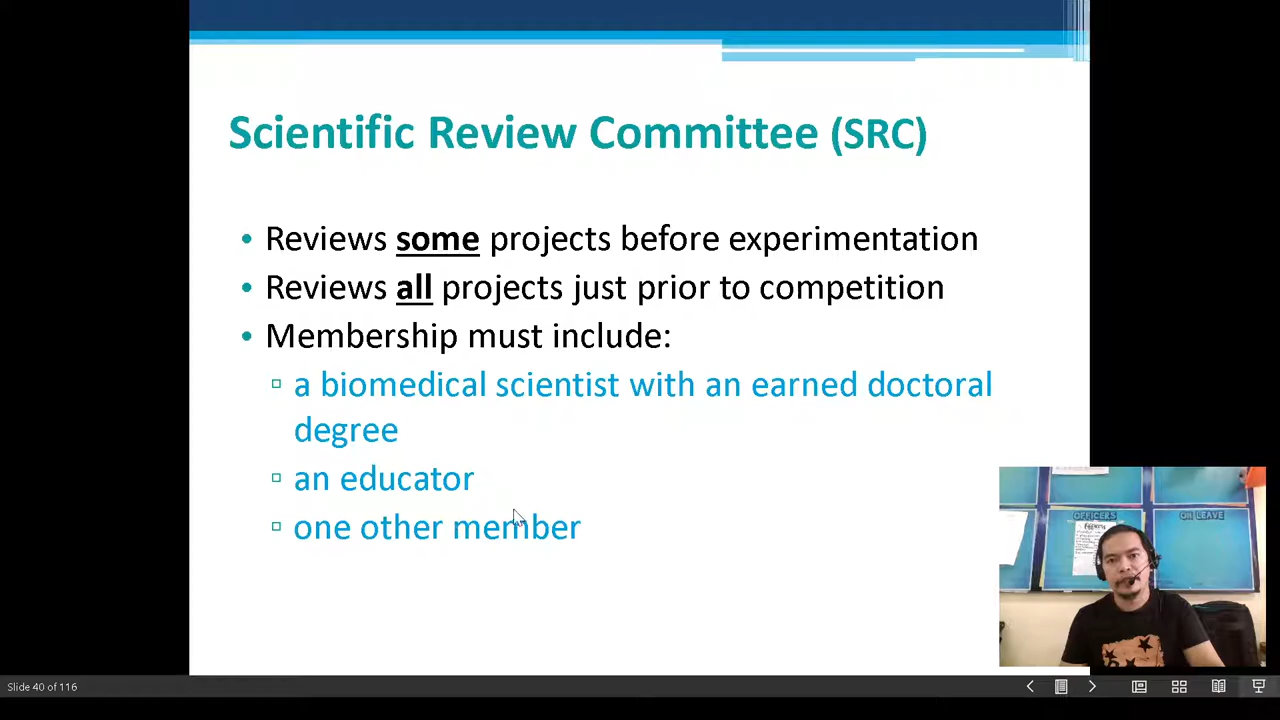 Scientific Review Committee (SRC)
• Reviews some projects before experimentation
• Reviews all projects just prior to competition
• Membership must include:
▫ a biomedical scientist with an earned doctoral
degree
▫ an educator
▫ one other member
OFFICERS
ON LEAVE
Slide 40 of 116